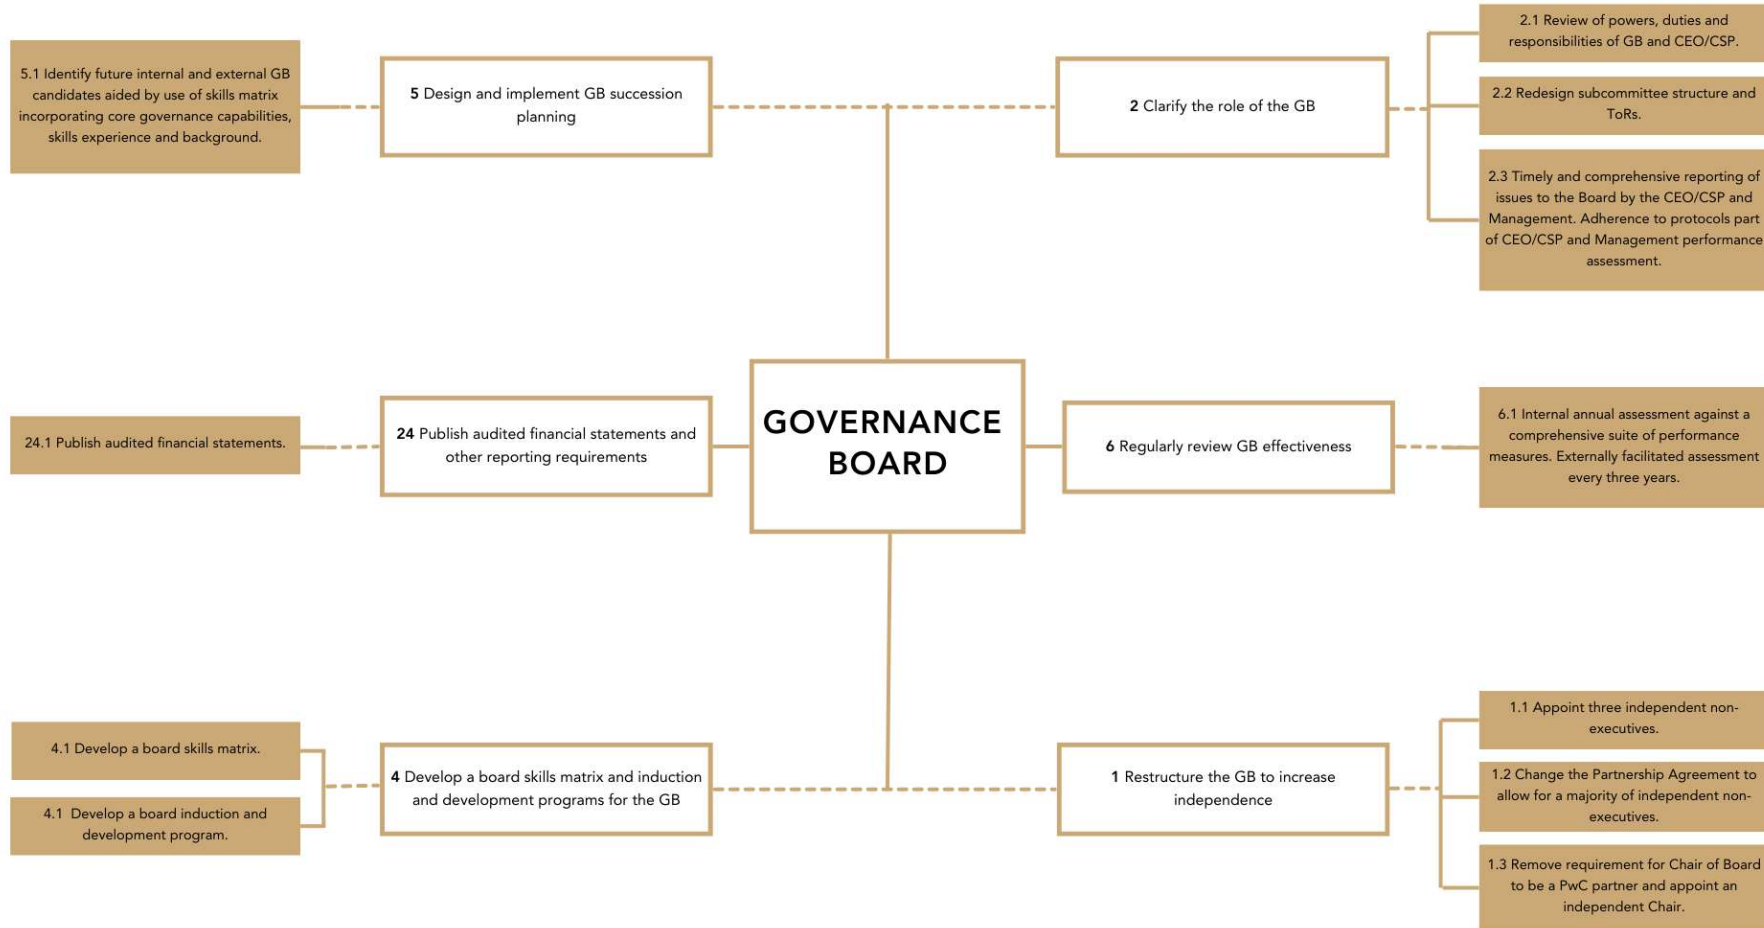 5.1 Identify future internal and external GB
candidates aided by use of skills matrix
incorporating core governance capabilities,
skills experience and background.
5 Design and implement GB succession
planning
2 Clarify the role of the GB
2.1 Review of powers, duties and
responsibilities of GB and CEO/CSP.
2.2 Redesign subcommittee structure and
ToRs.
2.3 Timely and comprehensive reporting of
issues to the Board by the CEO/CSP and
Management. Adherence to protocols part
of CEO/CSP and Management performance
assessment.
24.1 Publish audited financial statements.
24 Publish audited financial statements and
other reporting requirements
GOVERNANCE
BOARD
6 Regularly review GB effectiveness
6.1 Internal annual assessment against a
comprehensive suite of performance
measures. Externally facilitated assessment
every three years.
4.1 Develop a board skills matrix.
4.1 Develop a board induction and
development program.
4 Develop a board skills matrix and induction
and development programs for the GB
1 Restructure the GB to increase
independence
1.1 Appoint three independent non-
executives.
1.2 Change the Partnership Agreement to
allow for a majority of independent non-
executives.
1.3 Remove requirement for Chair of Board
to be a PwC partner and appoint an
independent Chair.